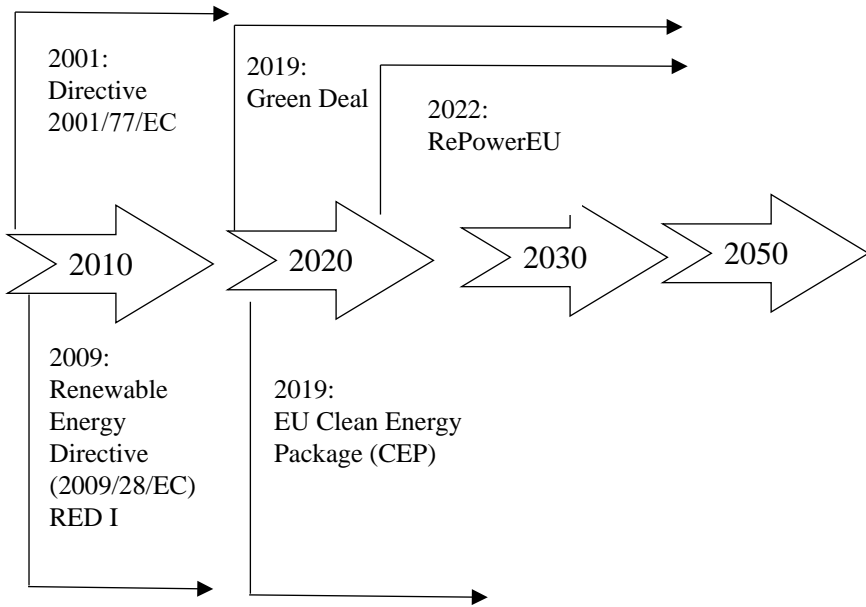 2001:
Directive
2001/77/EC
2019:
Green Deal
2022:
RePowerEU
2010
2020
2030
2050
2009:
Renewable
Energy
Directive
(2009/28/EC)
RED I
2019:
EU Clean Energy
Package (CEP)